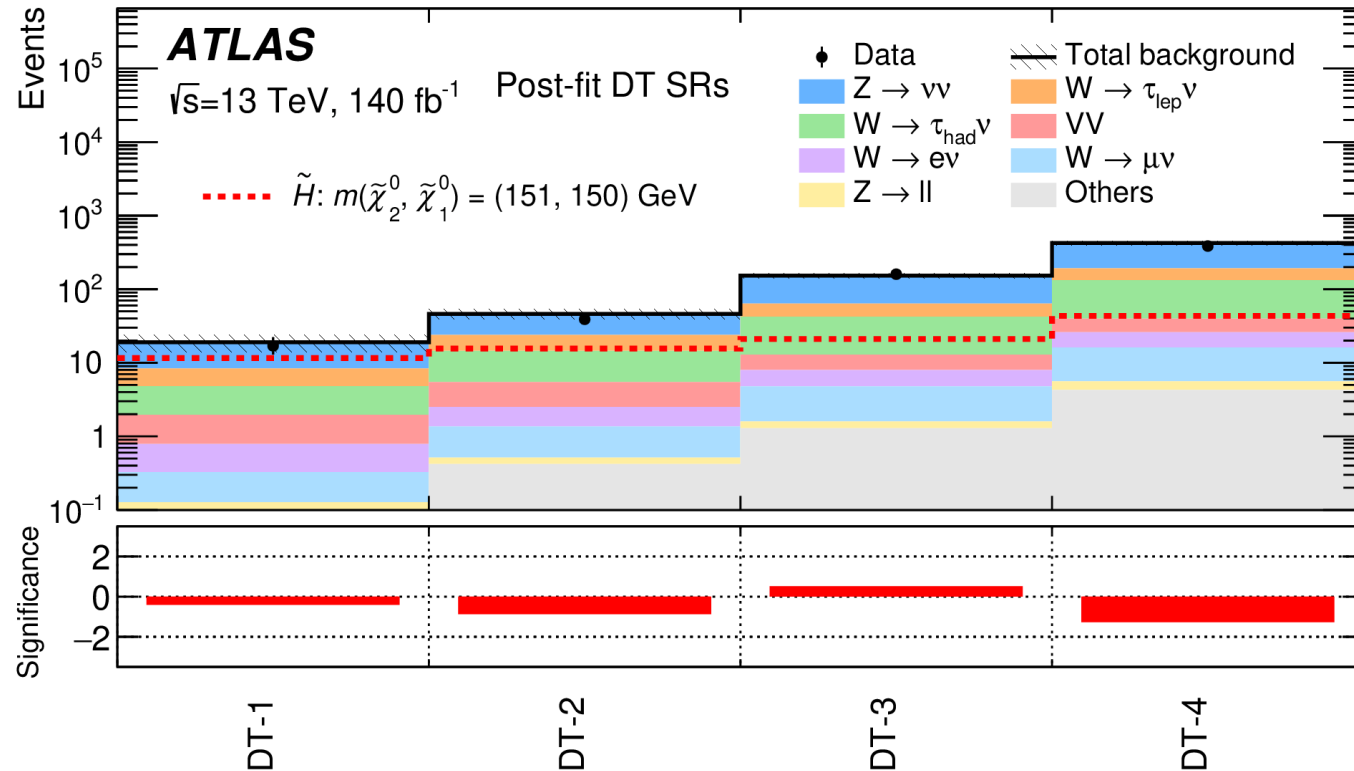 Events
10⁵
10⁴
10³
10²
10
1
10⁻¹
ATLAS
√s=13 TeV, 140 fb⁻¹
Post-fit DT SRs
H̃: m(χ̃⁰₂, χ̃⁰₁) = (151, 150) GeV
Data
Total background
Z → νν
W → τ_lep ν
W → τ_had ν
VV
W → eν
W → μν
Z → ll
Others
Significance
2
0
−2
DT-1
DT-2
DT-3
DT-4